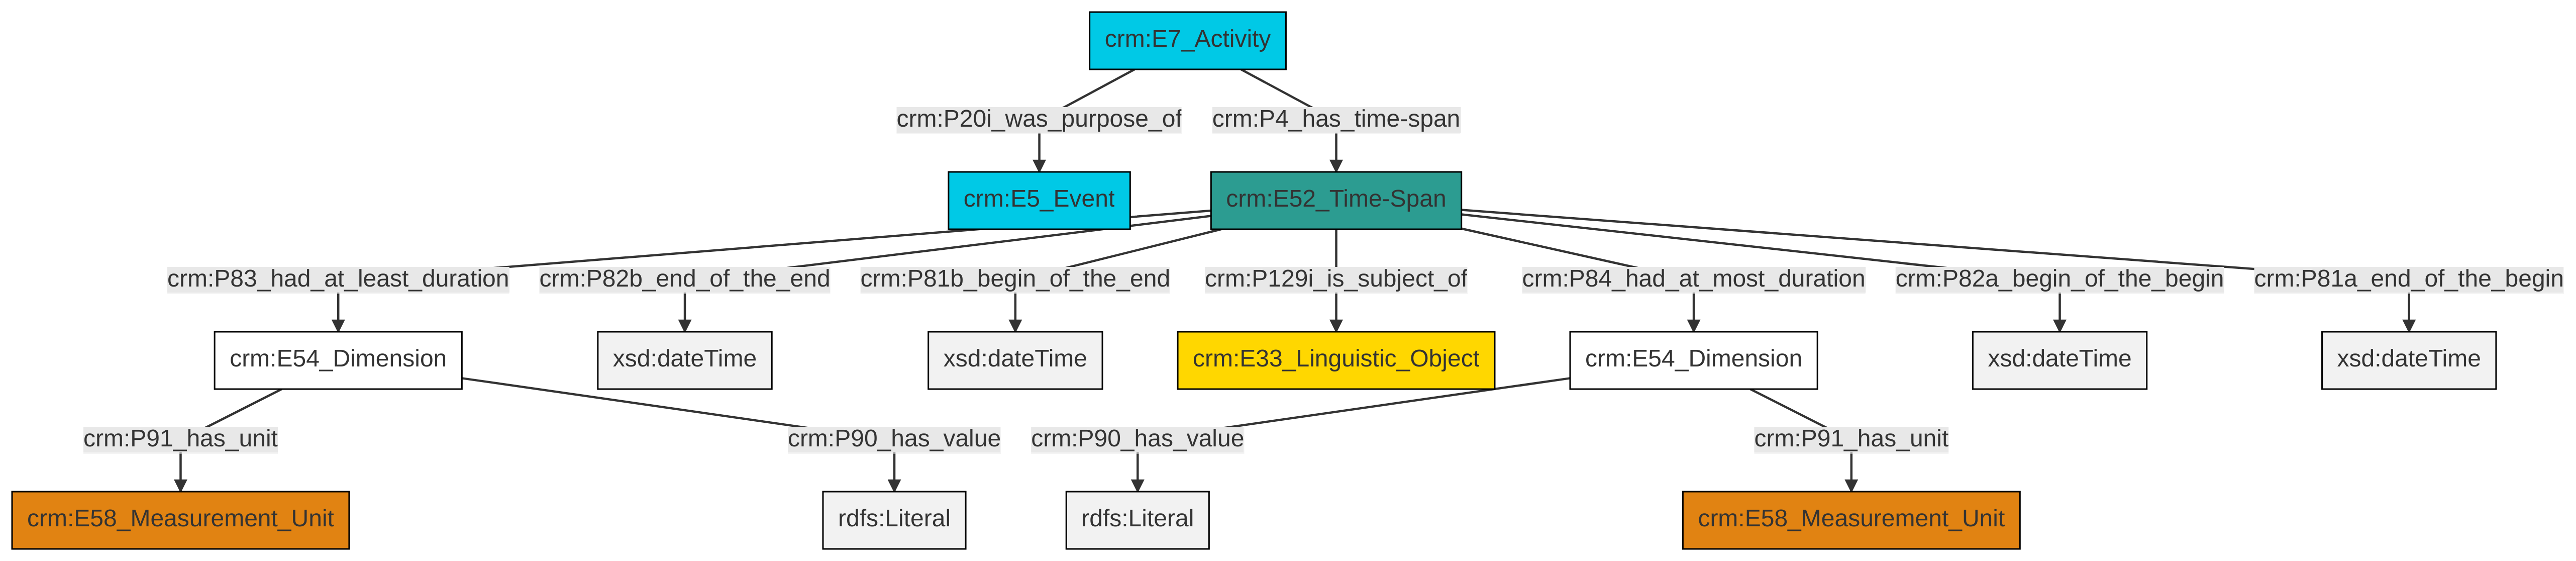 crm:E7_Activity
crm:P20i_was_purpose_of
crm:P4_has_time-span
crm:E5_Event
crm:E52_Time-Span
crm:P83_had_at_least_duration
crm:P82b_end_of_the_end
crm:P81b_begin_of_the_end
crm:P129i_is_subject_of
crm:P84_had_at_most_duration
crm:P82a_begin_of_the_begin
crm:P81a_end_of_the_begin
crm:E54_Dimension
xsd:dateTime
xsd:dateTime
crm:E33_Linguistic_Object
crm:E54_Dimension
xsd:dateTime
xsd:dateTime
crm:P91_has_unit
crm:P90_has_value
crm:P90_has_value
crm:P91_has_unit
crm:E58_Measurement_Unit
rdfs:Literal
rdfs:Literal
crm:E58_Measurement_Unit